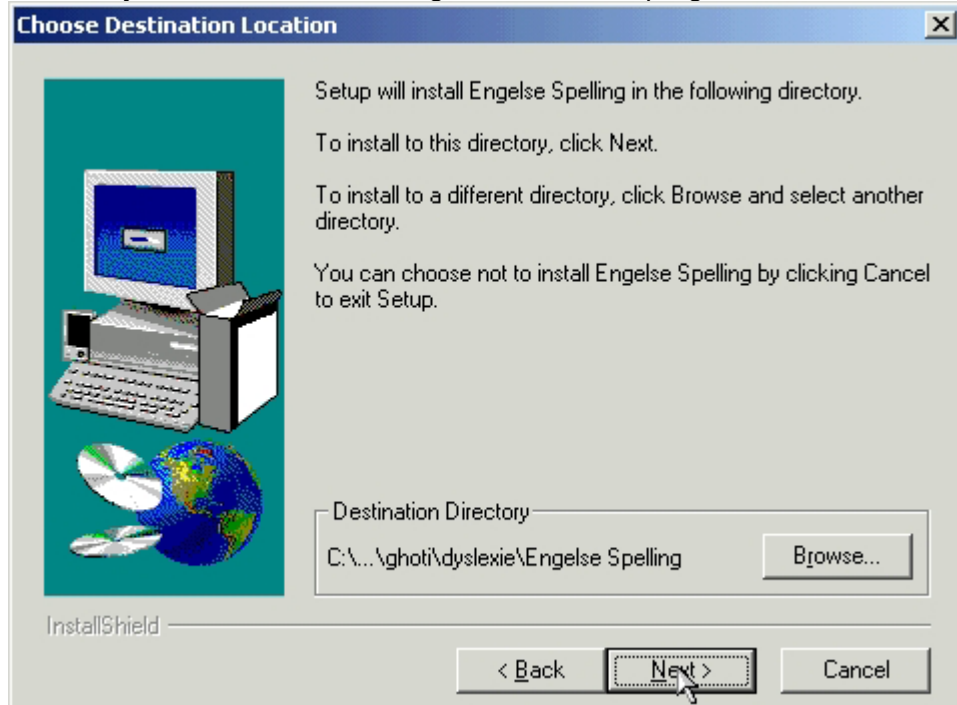 Choose Destination Location
Setup will install Engelse Spelling in the following directory.
To install to this directory, click Next.
To install to a different directory, click Browse and select another
directory.
You can choose not to install Engelse Spelling by clicking Cancel
to exit Setup.
Destination Directory
C:\...\ghoti\dyslexie\Engelse Spelling
Browse...
InstallShield
< Back
Next >
Cancel